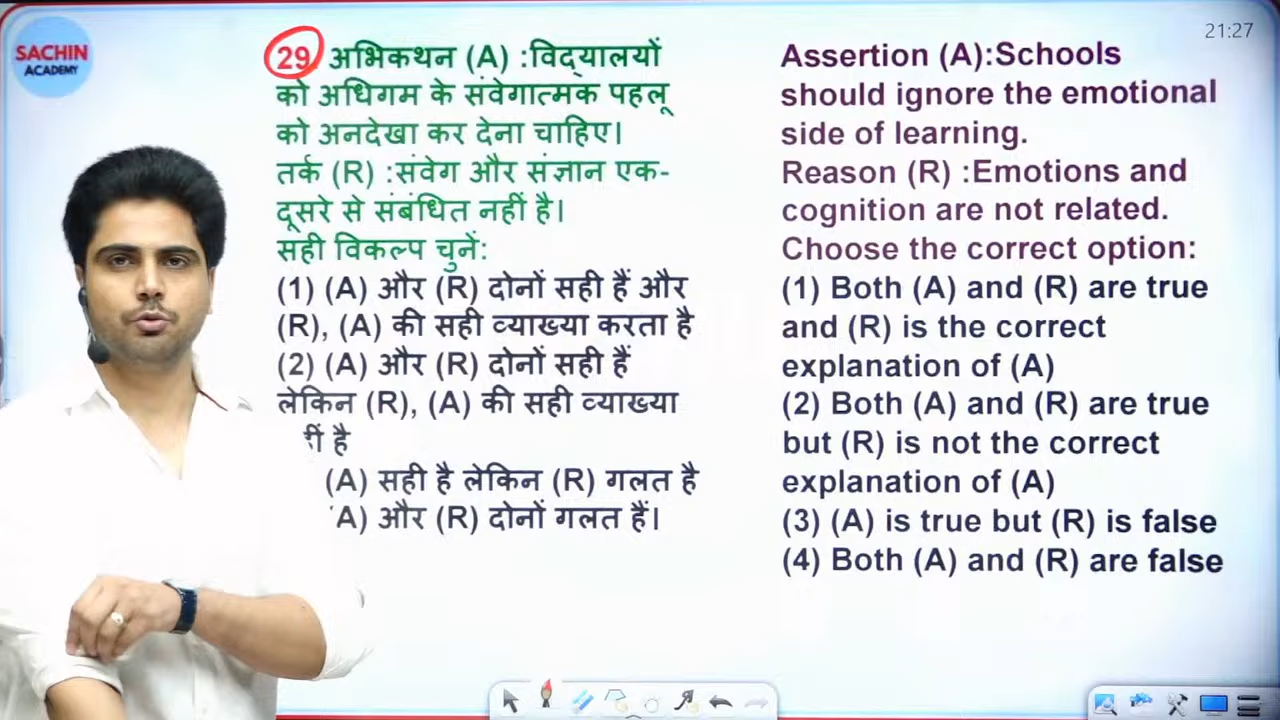 SACHIN
ACADEMY
21:27
29 अभिकथन (A) :विद्यालयों
को अधिगम के संवेगात्मक पहलू
को अनदेखा कर देना चाहिए।
तर्क (R) :संवेग और संज्ञान एक-
दूसरे से संबंधित नहीं है।
सही विकल्प चुनें:
(1) (A) और (R) दोनों सही हैं और
(R), (A) की सही व्याख्या करता है
(2) (A) और (R) दोनों सही हैं
लेकिन (R), (A) की सही व्याख्या
है
(A) सही है लेकिन (R) गलत है
A) और (R) दोनों गलत हैं।
Assertion (A):Schools
should ignore the emotional
side of learning.
Reason (R) :Emotions and
cognition are not related.
Choose the correct option:
(1) Both (A) and (R) are true
and (R) is the correct
explanation of (A)
(2) Both (A) and (R) are true
but (R) is not the correct
explanation of (A)
(3) (A) is true but (R) is false
(4) Both (A) and (R) are false